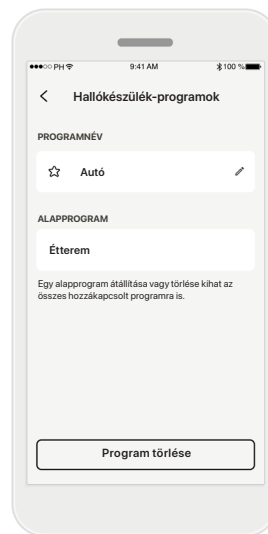 PH 9:41 AM 100 %
Hallókészülék-programok
PROGRAMNÉV
Autó
ALAPPROGRAM
Étterem
Egy alapprogram átállítása vagy törlése kihat az
összes hozzákapcsolt programra is.
Program törlése